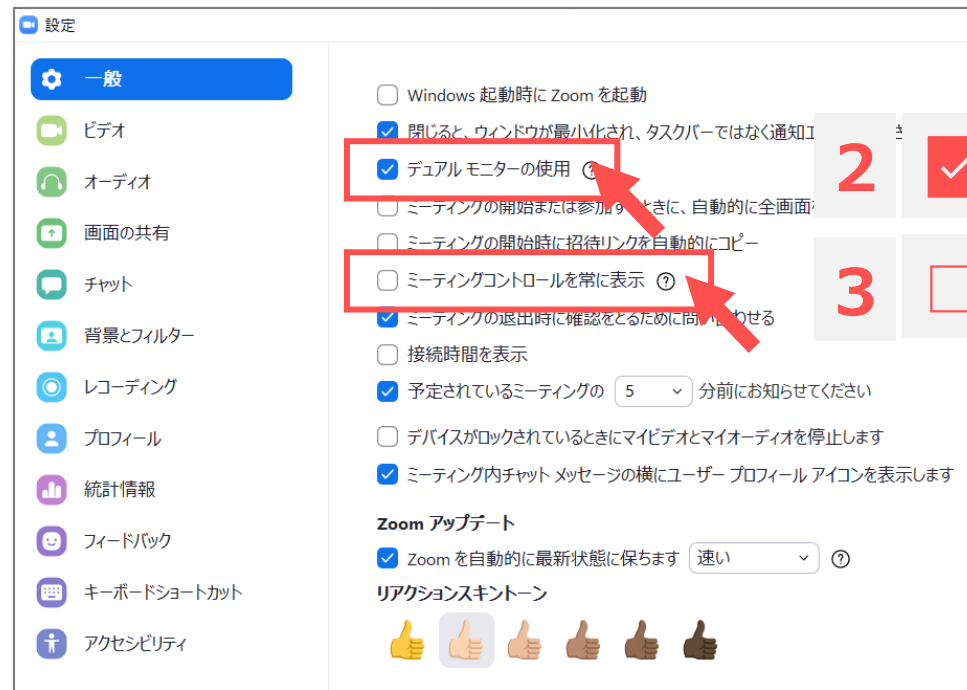 設定
一般
ビデオ
オーディオ
画面の共有
チャット
背景とフィルター
レコーディング
プロフィール
統計情報
フィードバック
キーボードショートカット
アクセシビリティ
Windows 起動時に Zoom を起動
閉じると、ウィンドウが最小化され、タスクバーではなく通知エ
デュアル モニターの使用
2
ミーティングの開始または参加するときに、自動的に全画面
ミーティングの開始時に招待リンクを自動的にコピー
ミーティングコントロールを常に表示 ?
3
ミーティングの退出時に確認をとるために問い合わせる
接続時間を表示
予定されているミーティングの 5 分前にお知らせてください
デバイスがロックされているときにマイビデオとマイオーディオを停止します
ミーティング内チャット メッセージの横にユーザー プロフィール アイコンを表示します
Zoom アップデート
Zoom を自動的に最新状態に保ちます 速い ?
リアクションスキントーン